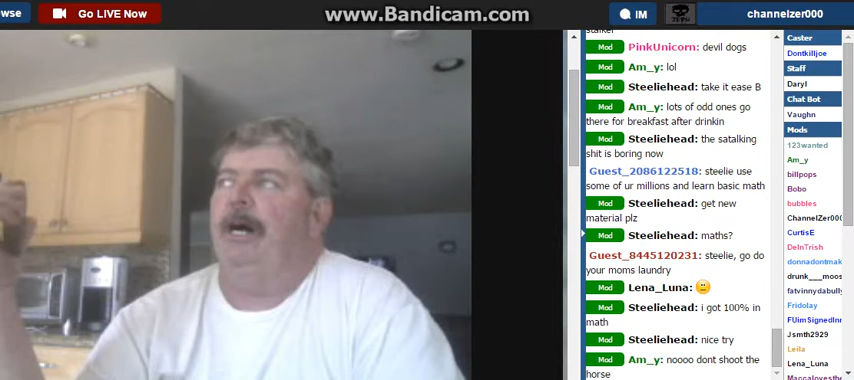 wse
Go LIVE Now
www.Bandicam.com
IM
channelzer000
stalker
Mod PinkUnicorn: devil dogs
Mod Am_y: lol
Mod Steeliehead: take it ease B
Mod Am_y: lots of odd ones go
there for breakfast after drinkin
Mod Steeliehead: the satalking
shit is boring now
Guest_2086122518: steelie use
some of ur millions and learn basic math
Mod Steeliehead: get new
material plz
Mod Steeliehead: maths?
Guest_8445120231: steelie, go do
your moms laundry
Mod Lena_Luna:
Mod Steeliehead: i got 100% in
math
Mod Steeliehead: nice try
Mod Am_y: noooo dont shoot the
horse
Caster
Dontkilljoe
Staff
Daryl
Chat Bot
Vaughn
Mods
123wanted
Am_y
billpops
Bobo
bubbles
ChannelZer000
CurtisE
DeInTrish
donnadontmak
drunk___moos
fatvinnydabully
Fridolay
FUimSignedInn
Jsmth2929
Leila
Lena_Luna
Maccalovesthe